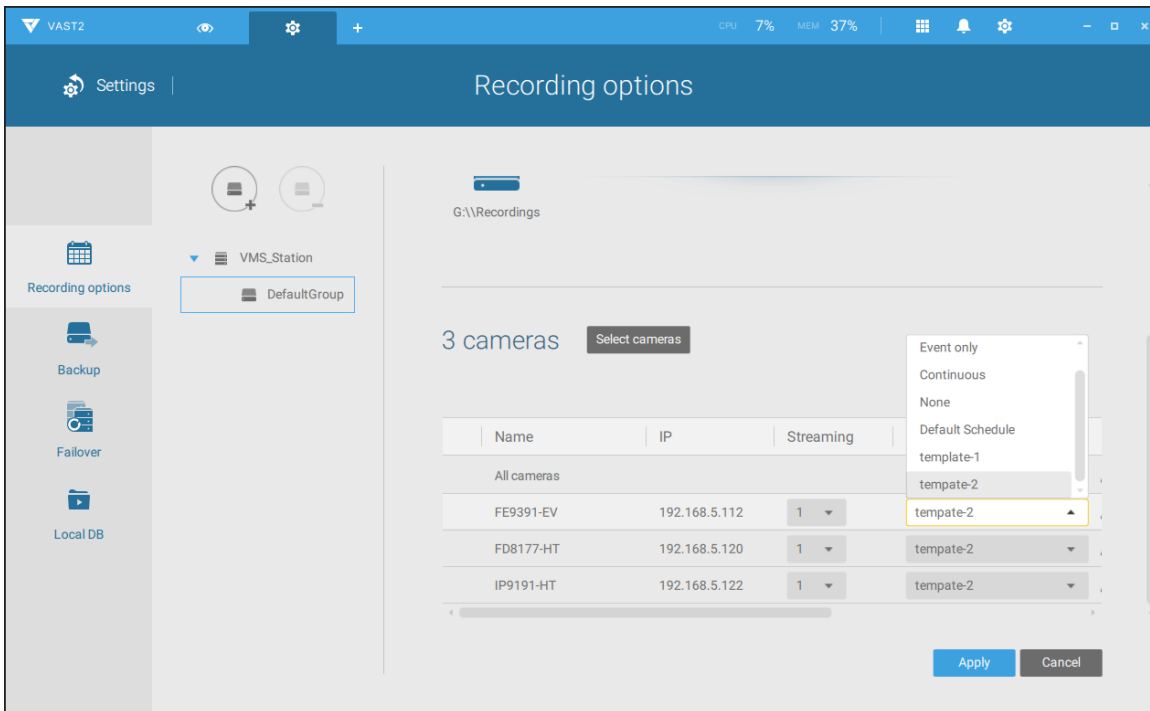 VAST2
CPU 7% MEM 37%
Settings
Recording options
G:\\Recordings
Recording options
Backup
Failover
Local DB
VMS_Station
DefaultGroup
3 cameras Select cameras
Event only
Continuous
None
Default Schedule
template-1
tempate-2
Name IP Streaming
All cameras
FE9391-EV 192.168.5.112 1 tempate-2
FD8177-HT 192.168.5.120 1 tempate-2
IP9191-HT 192.168.5.122 1 tempate-2
Apply Cancel